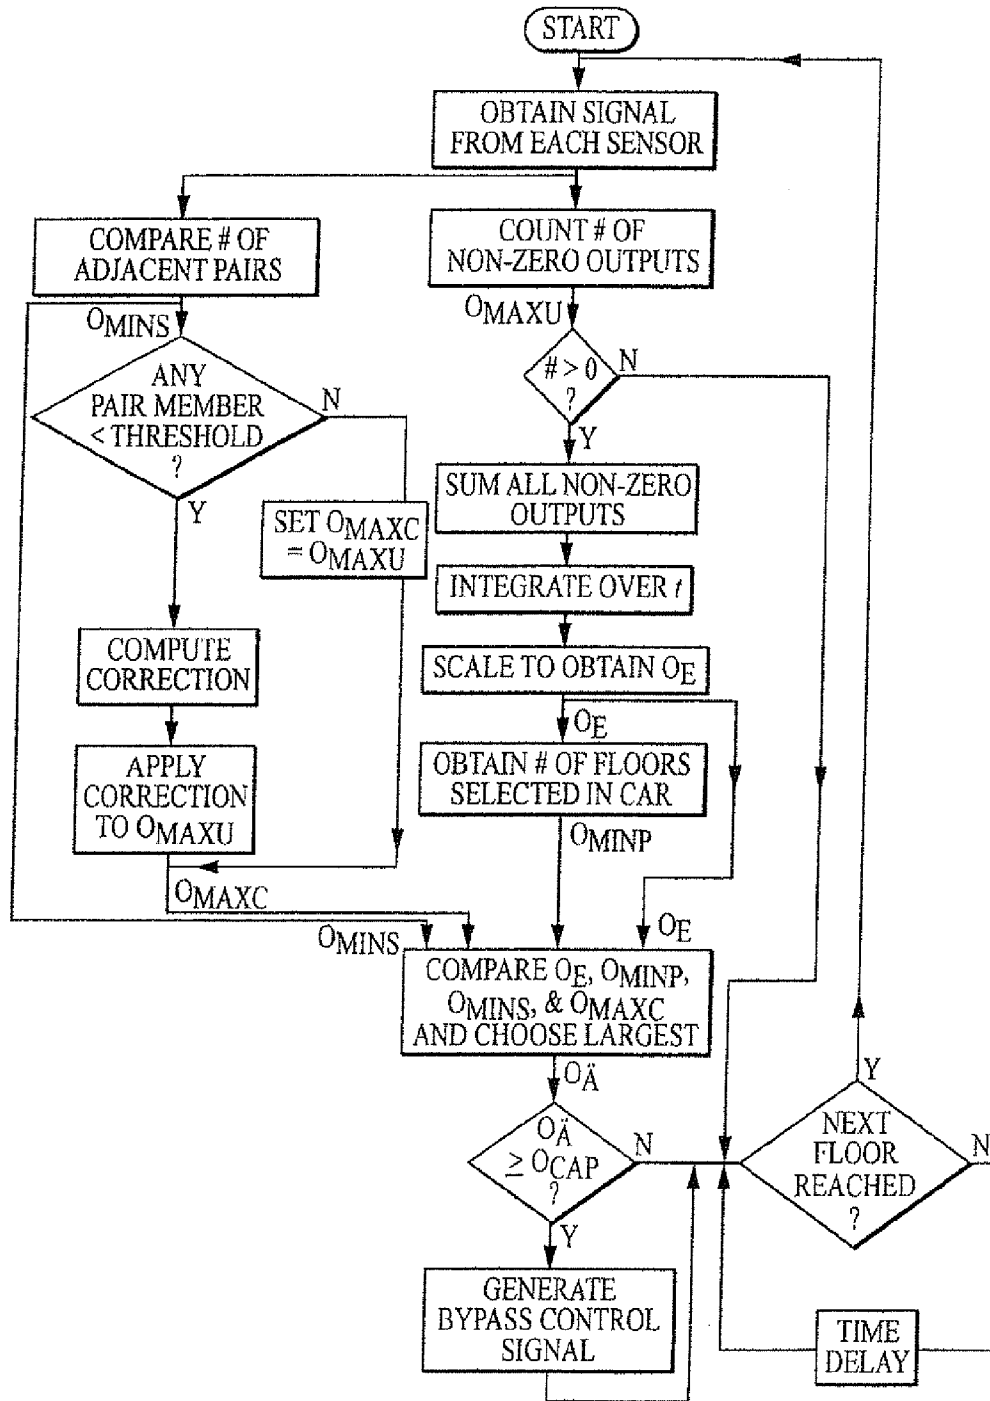 START
OBTAIN SIGNAL
FROM EACH SENSOR
COMPARE # OF
ADJACENT PAIRS
COUNT # OF
NON-ZERO OUTPUTS
OMINS
OMAXU
ANY
PAIR MEMBER
< THRESHOLD
?
N
Y
# > 0
?
N
Y
SET OMAXC
= OMAXU
SUM ALL NON-ZERO
OUTPUTS
INTEGRATE OVER t
COMPUTE
CORRECTION
SCALE TO OBTAIN OE
OE
APPLY
CORRECTION
TO OMAXU
OBTAIN # OF FLOORS
SELECTED IN CAR
OMINP
OMAXC
OMINS
OE
COMPARE OE, OMINP,
OMINS, & OMAXC
AND CHOOSE LARGEST
OÄ
OÄ
≥ OCAP
?
N
Y
NEXT
FLOOR
REACHED
?
Y
N
GENERATE
BYPASS CONTROL
SIGNAL
TIME
DELAY